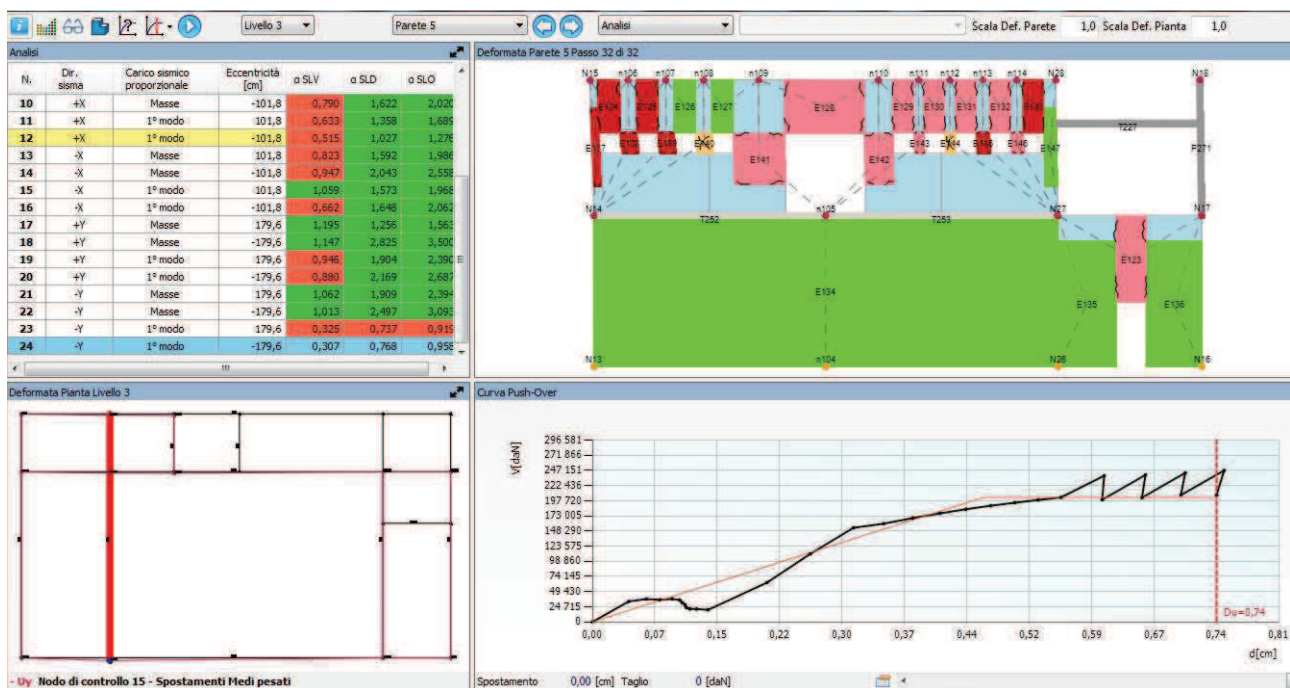 Livello 3 Parete 5 Analisi Scala Def. Parete 1,0 Scala Def. Pianta 1,0
Analisi
N. Dir. sisma Carico sismico proporzionale Eccentricità [cm] α SLV α SLD α SLO
10 +X Masse -101,8 0,790 1,622 2,020
11 +X 1° modo 101,8 0,633 1,358 1,689
12 +X 1° modo -101,8 0,515 1,027 1,276
13 -X Masse 101,8 0,823 1,592 1,986
14 -X Masse -101,8 0,947 2,043 2,558
15 -X 1° modo 101,8 1,059 1,573 1,968
16 -X 1° modo -101,8 0,662 1,648 2,062
17 +Y Masse 179,6 1,195 1,256 1,563
18 +Y Masse -179,6 1,147 2,825 3,500
19 +Y 1° modo 179,6 0,946 1,904 2,390
20 +Y 1° modo -179,6 0,880 2,169 2,687
21 -Y Masse 179,6 1,062 1,909 2,394
22 -Y Masse -179,6 1,013 2,497 3,093
23 -Y 1° modo 179,6 0,325 0,737 0,919
24 -Y 1° modo -179,6 0,307 0,768 0,958
Deformata Parete 5 Passo 32 di 32
N15 n106 n107 n108 n109 n110 n111 n112 n113 n114 N28 N18
E124 E125 E126 E127 E128 E129 E130 E131 E132
T227
E140 E141 E142 E143 E144 E145 E146 E147
N14 n105 N27 N17
T252 T253
E123
E134 E135 E136
N13 n104 N26 N16
Deformata Pianta Livello 3
- Uy Nodo di controllo 15 - Spostamenti Medi pesati
Curva Push-Over
V[daN]
296 581
271 866
247 151
222 436
197 720
173 005
148 290
123 575
98 860
74 145
49 430
24 715
0
Du=0,74
0,00 0,07 0,15 0,22 0,30 0,37 0,44 0,52 0,59 0,67 0,74 0,81
d[cm]
Spostamento 0,00 [cm] Taglio 0 [daN]